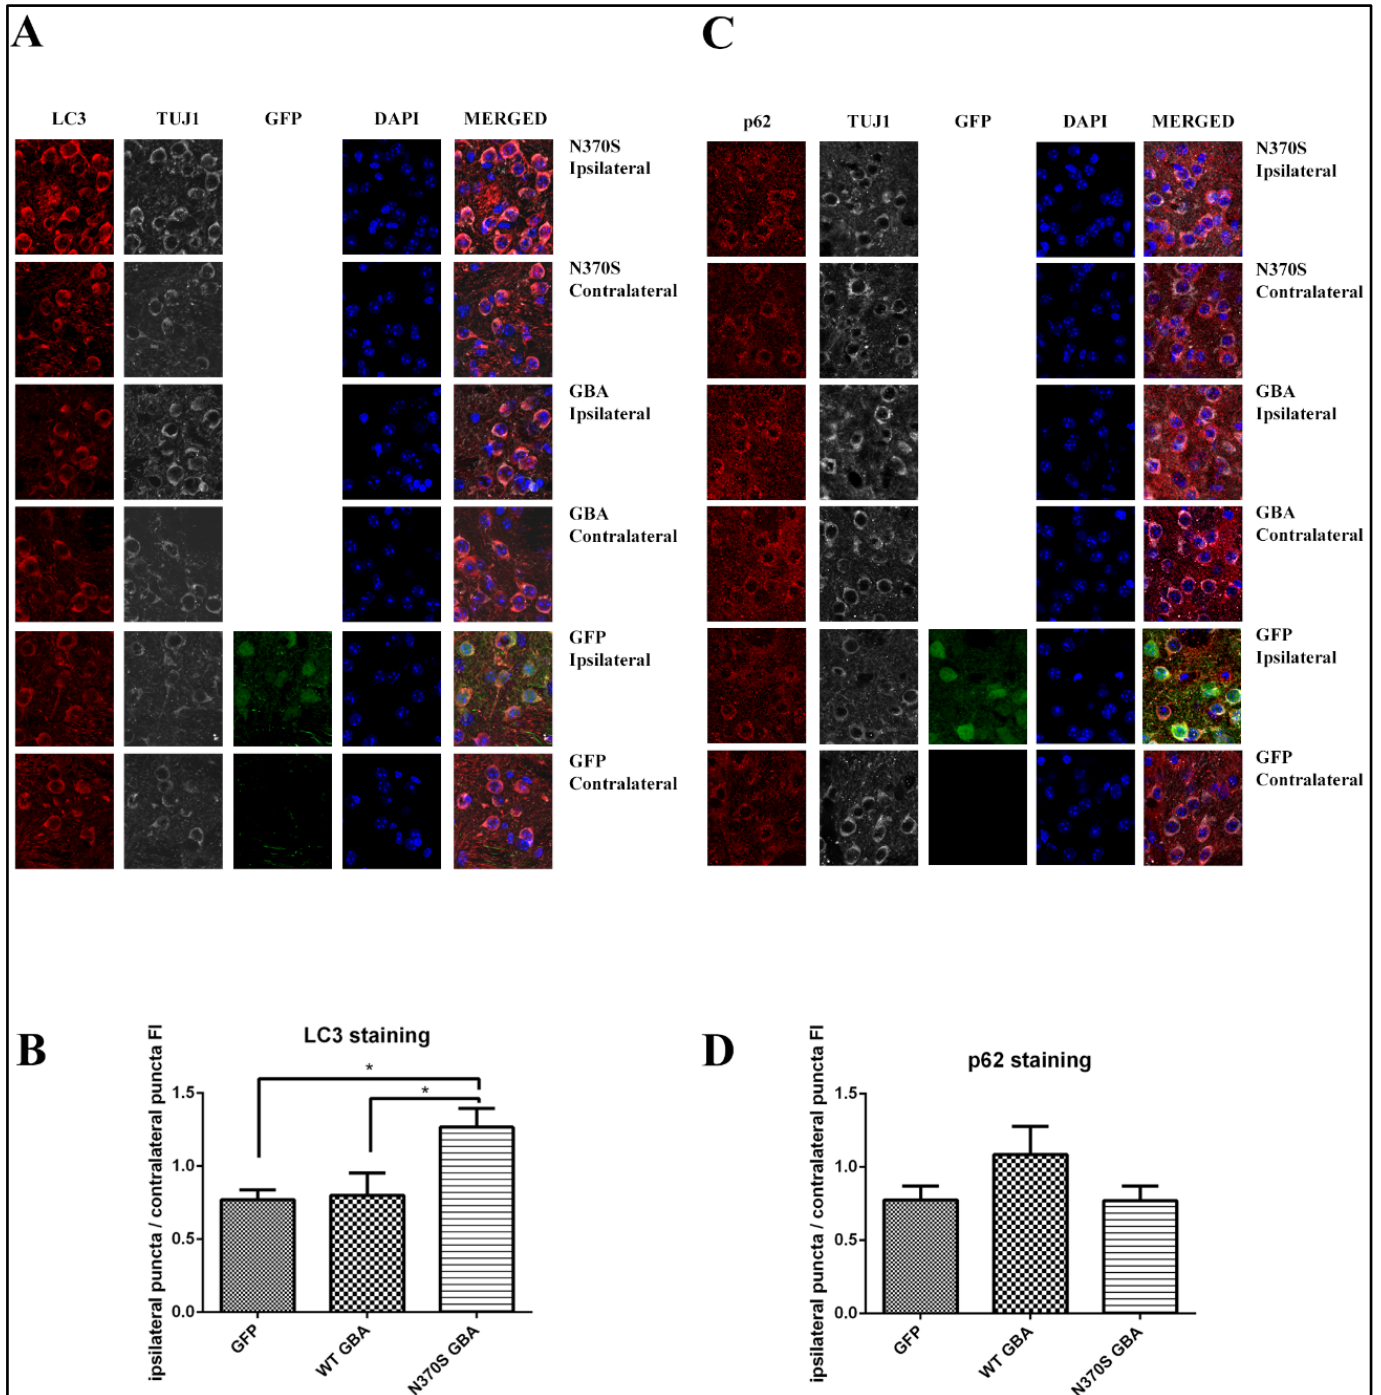 A
LC3 TUJ1 GFP DAPI MERGED
N370S
Ipsilateral
N370S
Contralateral
GBA
Ipsilateral
GBA
Contralateral
GFP
Ipsilateral
GFP
Contralateral
C
p62 TUJ1 GFP DAPI MERGED
N370S
Ipsilateral
N370S
Contralateral
GBA
Ipsilateral
GBA
Contralateral
GFP
Ipsilateral
GFP
Contralateral
B
LC3 staining
ipsilateral puncta / contralateral puncta FI
*
*
1.5
1.0
0.5
0.0
GFP
WT GBA
N370S GBA
D
p62 staining
ipsilateral puncta / contralateral puncta FI
1.5
1.0
0.5
0.0
GFP
WT GBA
N370S GBA